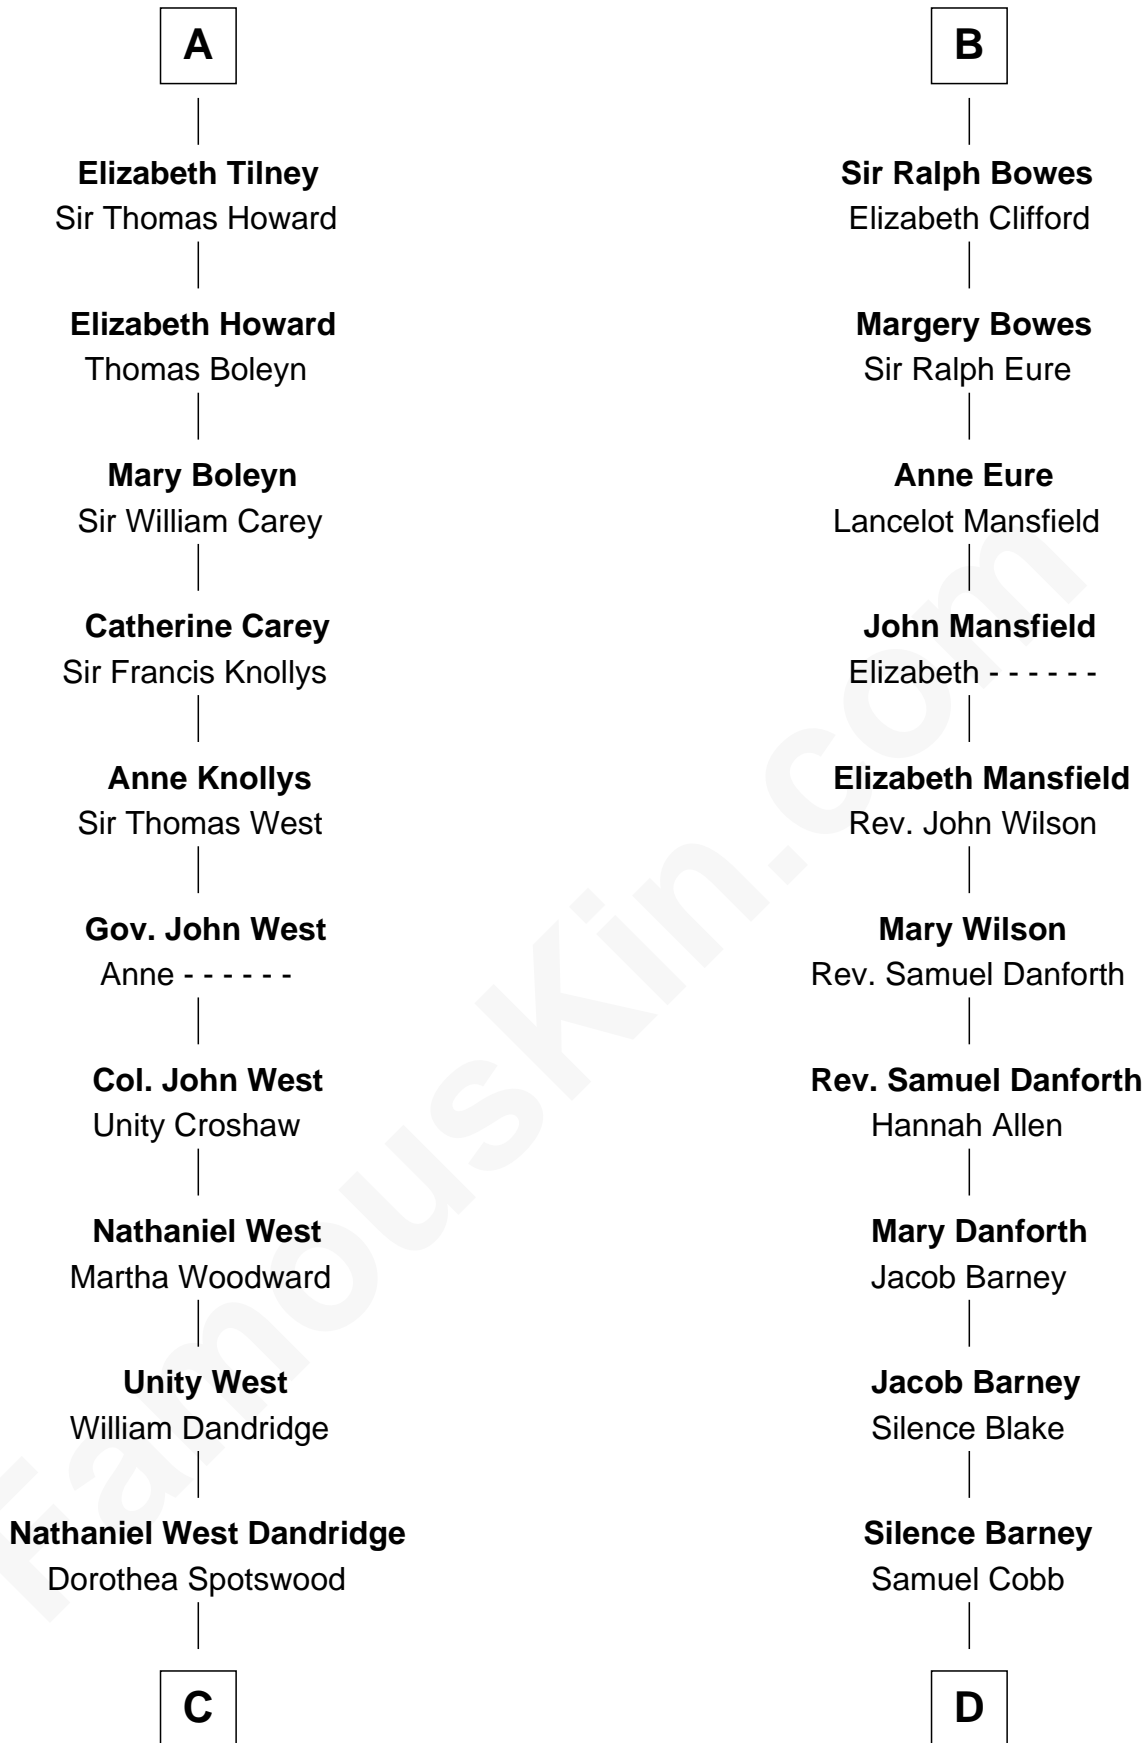 A
Elizabeth Tilney
Sir Thomas Howard
Elizabeth Howard
Thomas Boleyn
Mary Boleyn
Sir William Carey
Catherine Carey
Sir Francis Knollys
Anne Knollys
Sir Thomas West
Gov. John West
Anne - - - - - -
Col. John West
Unity Croshaw
Nathaniel West
Martha Woodward
Unity West
William Dandridge
Nathaniel West Dandridge
Dorothea Spotswood
C
B
Sir Ralph Bowes
Elizabeth Clifford
Margery Bowes
Sir Ralph Eure
Anne Eure
Lancelot Mansfield
John Mansfield
Elizabeth - - - - - -
Elizabeth Mansfield
Rev. John Wilson
Mary Wilson
Rev. Samuel Danforth
Rev. Samuel Danforth
Hannah Allen
Mary Danforth
Jacob Barney
Jacob Barney
Silence Blake
Silence Barney
Samuel Cobb
D
FamousKin.com